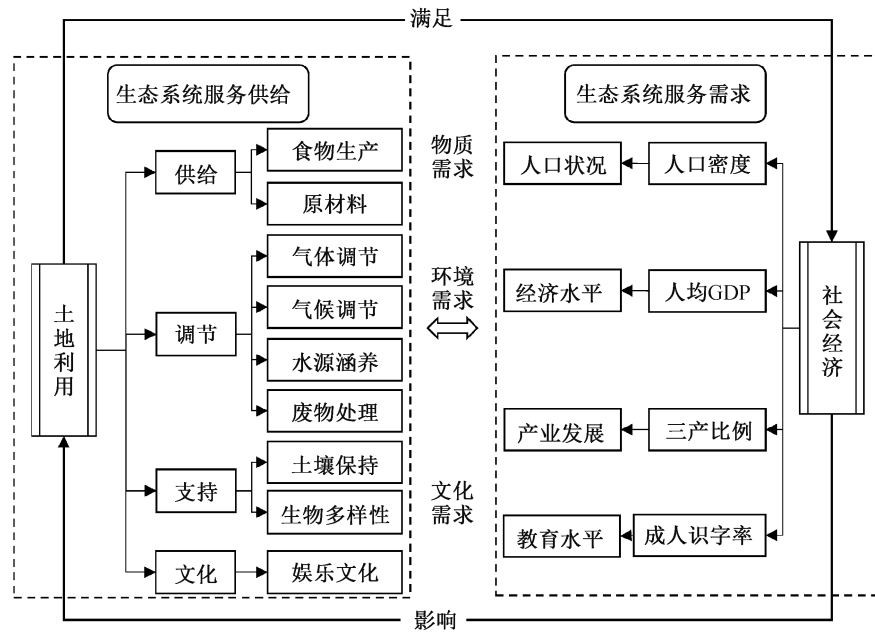 满足
生态系统服务供给
土地利用
供给
调节
支持
文化
食物生产
原材料
气体调节
气候调节
水源涵养
废物处理
土壤保持
生物多样性
娱乐文化
物质
需求
环境
需求
文化
需求
生态系统服务需求
人口状况
人口密度
经济水平
人均GDP
产业发展
三产比例
教育水平
成人识字率
社会经济
影响